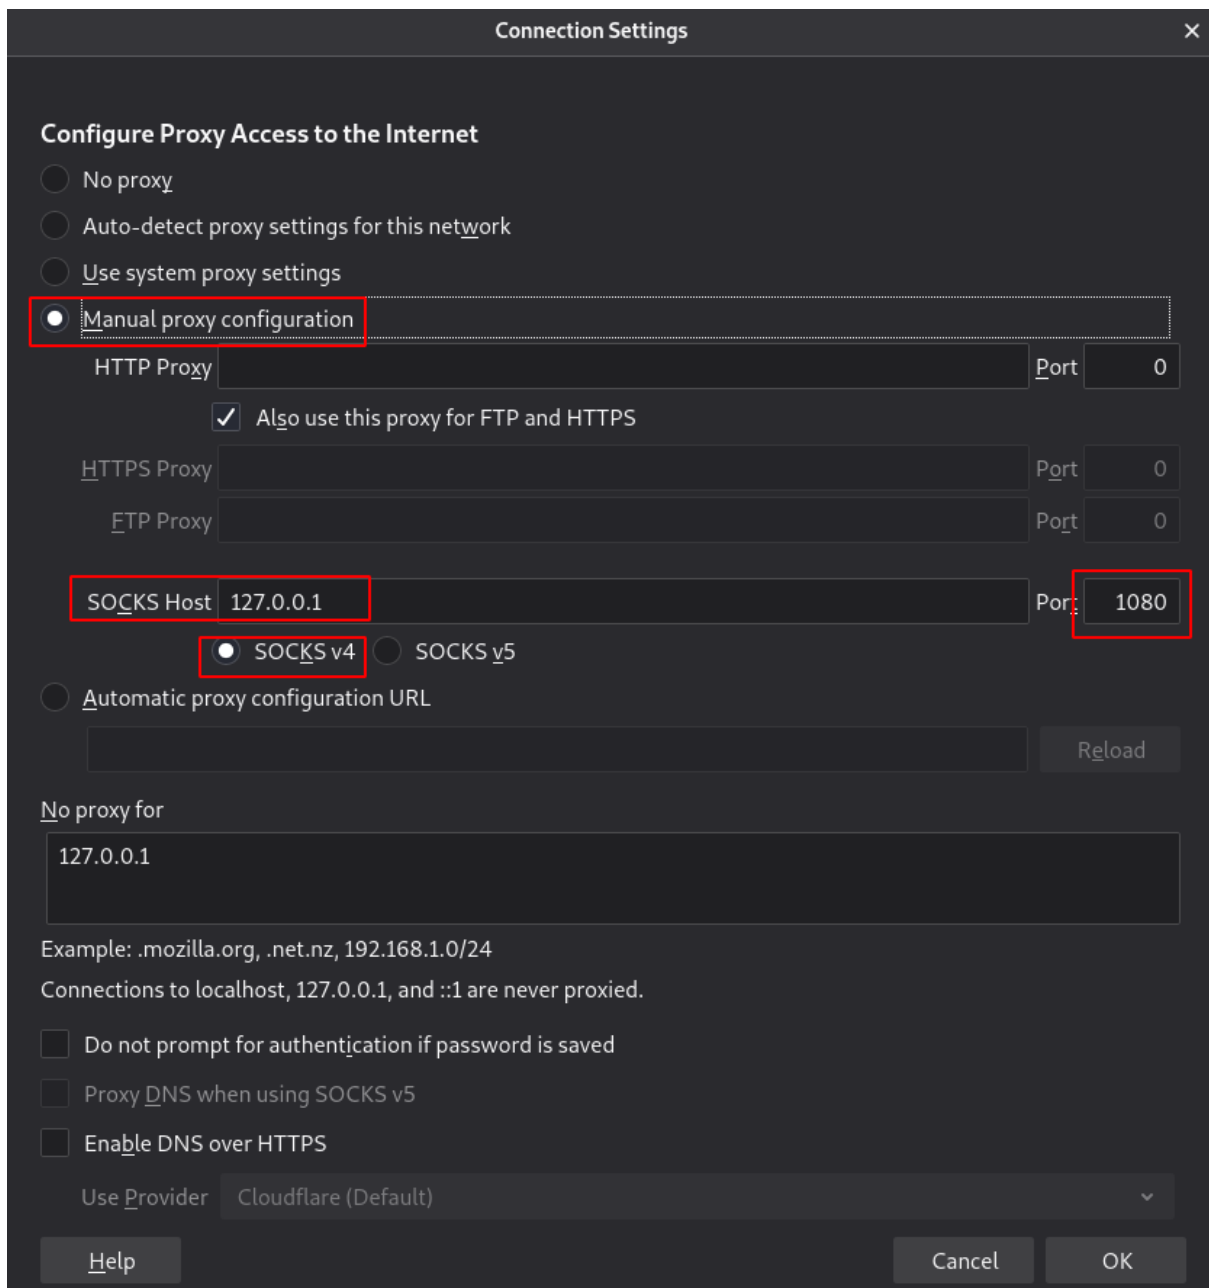 Connection Settings ×
Configure Proxy Access to the Internet
No proxy
Auto-detect proxy settings for this network
Use system proxy settings
Manual proxy configuration
HTTP Proxy Port 0
Also use this proxy for FTP and HTTPS
HTTPS Proxy Port 0
FTP Proxy Port 0
SOCKS Host 127.0.0.1 Port 1080
SOCKS v4 SOCKS v5
Automatic proxy configuration URL
Reload
No proxy for
127.0.0.1
Example: .mozilla.org, .net.nz, 192.168.1.0/24
Connections to localhost, 127.0.0.1, and ::1 are never proxied.
Do not prompt for authentication if password is saved
Proxy DNS when using SOCKS v5
Enable DNS over HTTPS
Use Provider Cloudflare (Default)
Help Cancel OK